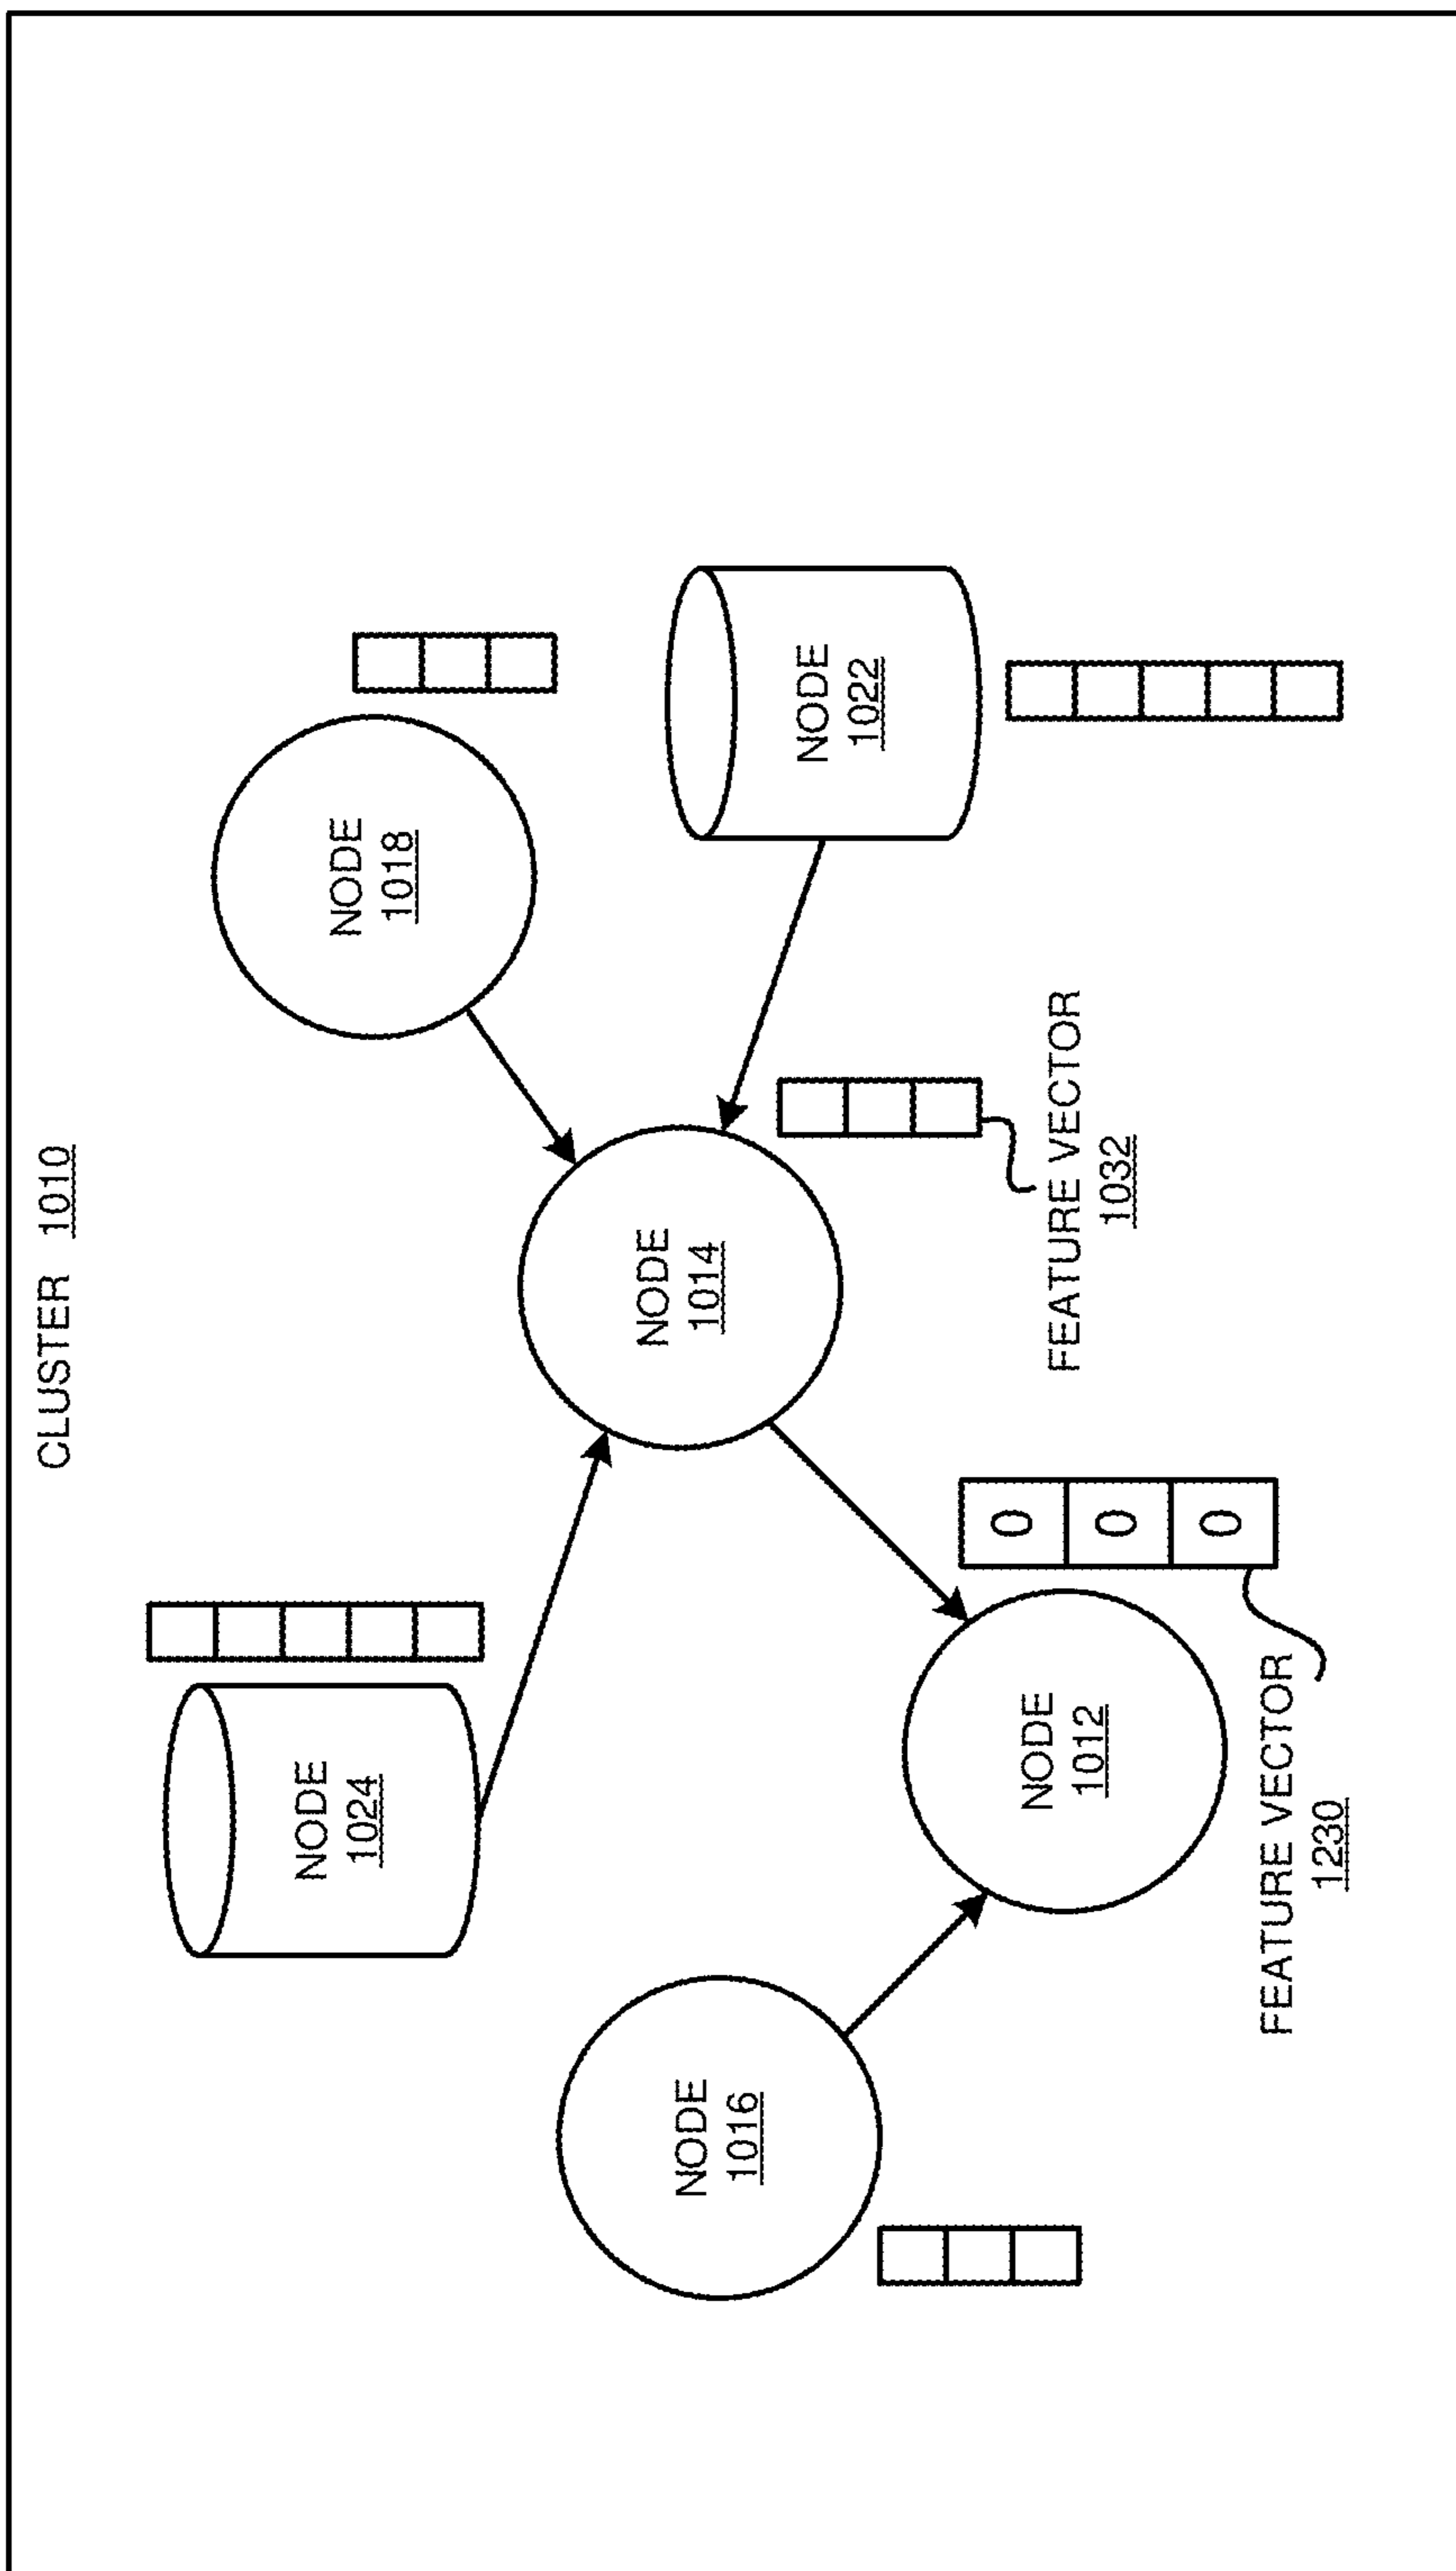 CLUSTER 1010
NODE
1024
NODE
1018
NODE
1016
NODE
1014
NODE
1022
FEATURE VECTOR
1032
NODE
1012
0
0
0
FEATURE VECTOR
1230